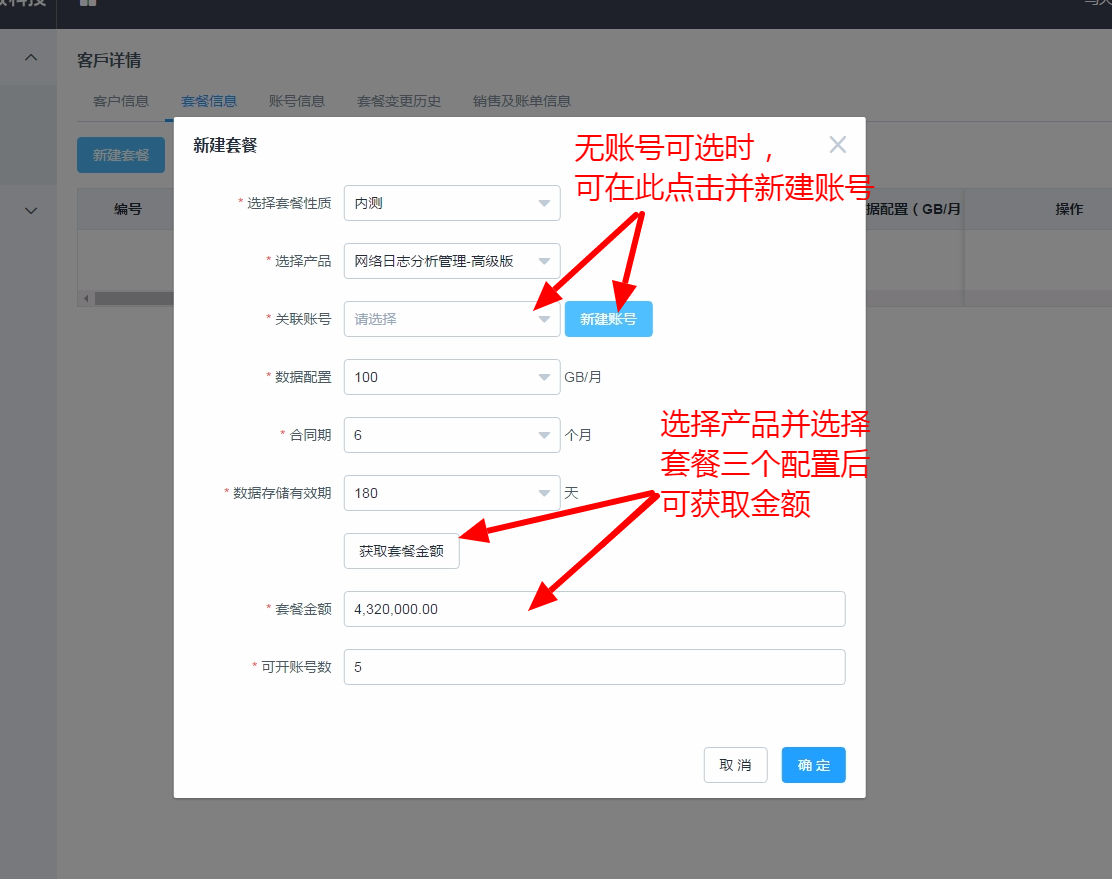 客戶详情
客户信息 套餐信息 账号信息 套餐变更历史 销售及账单信息
新建套餐
编号 据配置（GB/月 操作
新建套餐
无账号可选时，
可在此点击并新建账号
* 选择套餐性质 内测
* 选择产品 网络日志分析管理-高级版
* 关联账号 请选择 新建账号
* 数据配置 100 GB/月
* 合同期 6 个月
选择产品并选择
套餐三个配置后
可获取金额
* 数据存储有效期 180 天
获取套餐金额
* 套餐金额 4,320,000.00
* 可开账号数 5
取 消 确 定